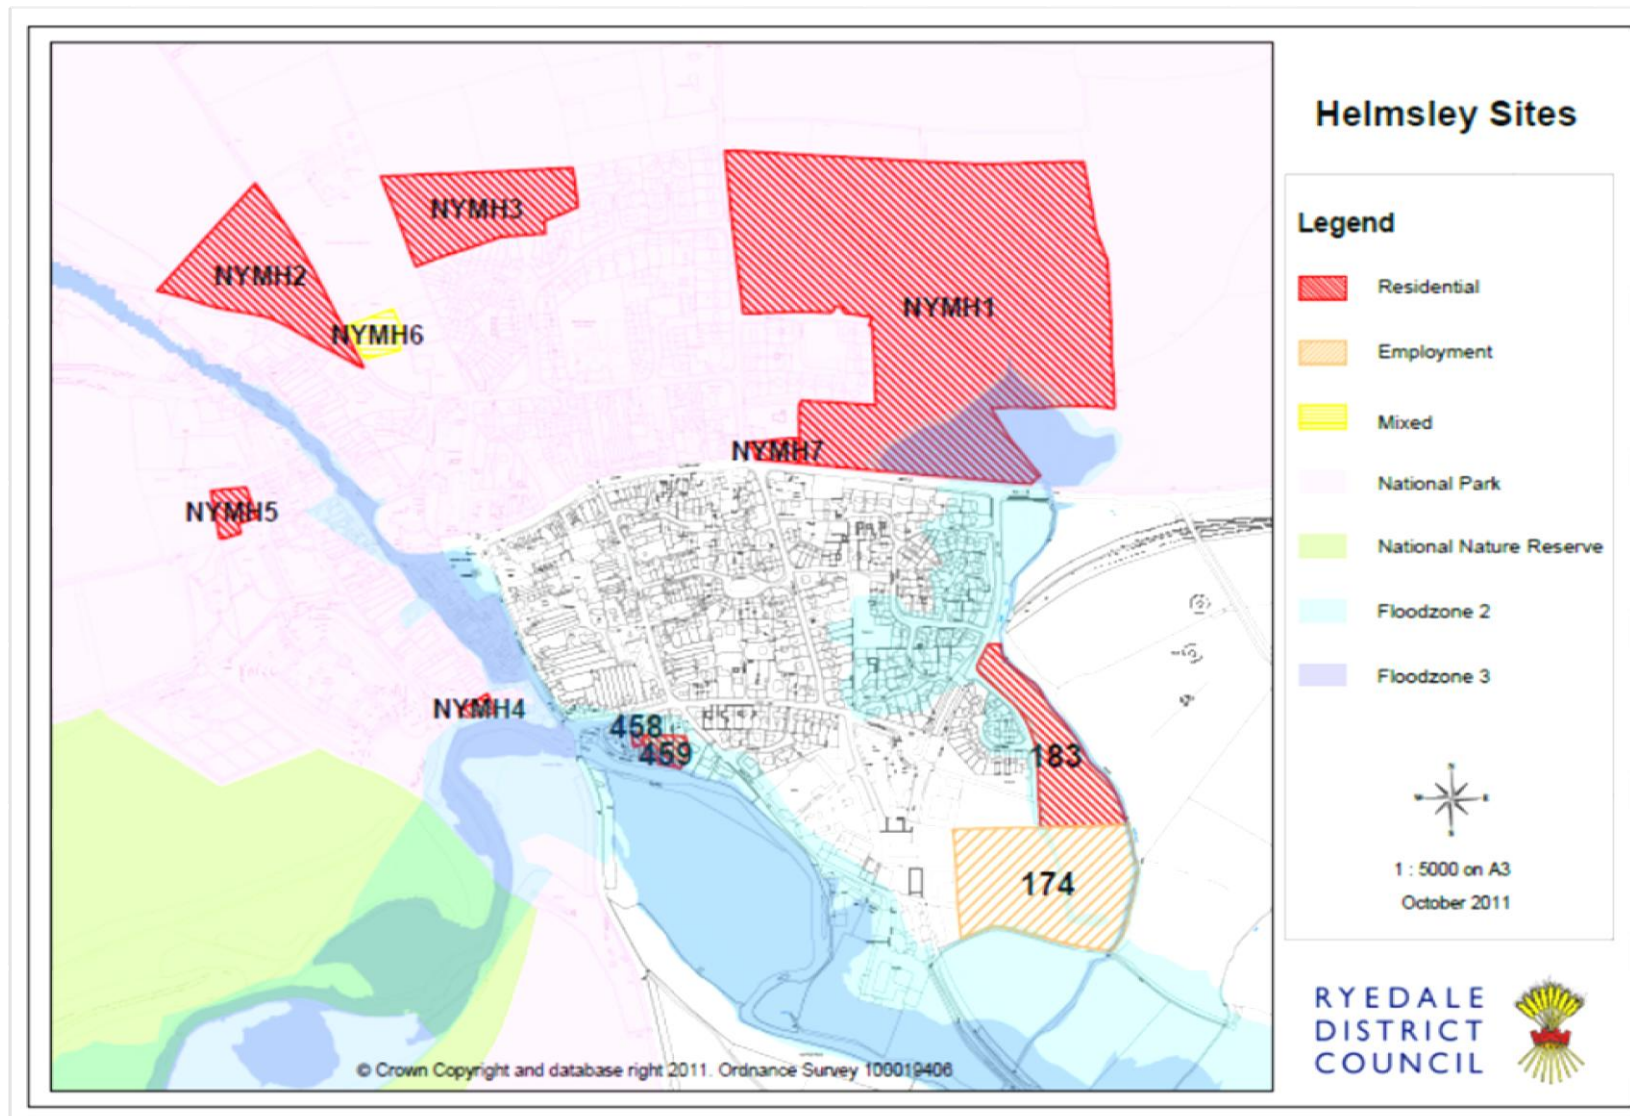 Helmsley Sites
Legend
Residential
Employment
Mixed
National Park
National Nature Reserve
Floodzone 2
Floodzone 3
N
W
E
S
1 : 5000 on A3
October 2011
RYEDALE
DISTRICT
COUNCIL
NYMH3
NYMH2
NYMH1
NYMH6
NYMH7
NYMH5
NYMH4
458
459
183
174
© Crown Copyright and database right 2011. Ordnance Survey 100019406